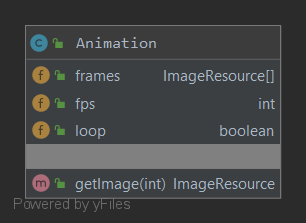 C Animation
f frames ImageResource[]
f fps int
f loop boolean
m getImage(int) ImageResource
Powered by yFiles